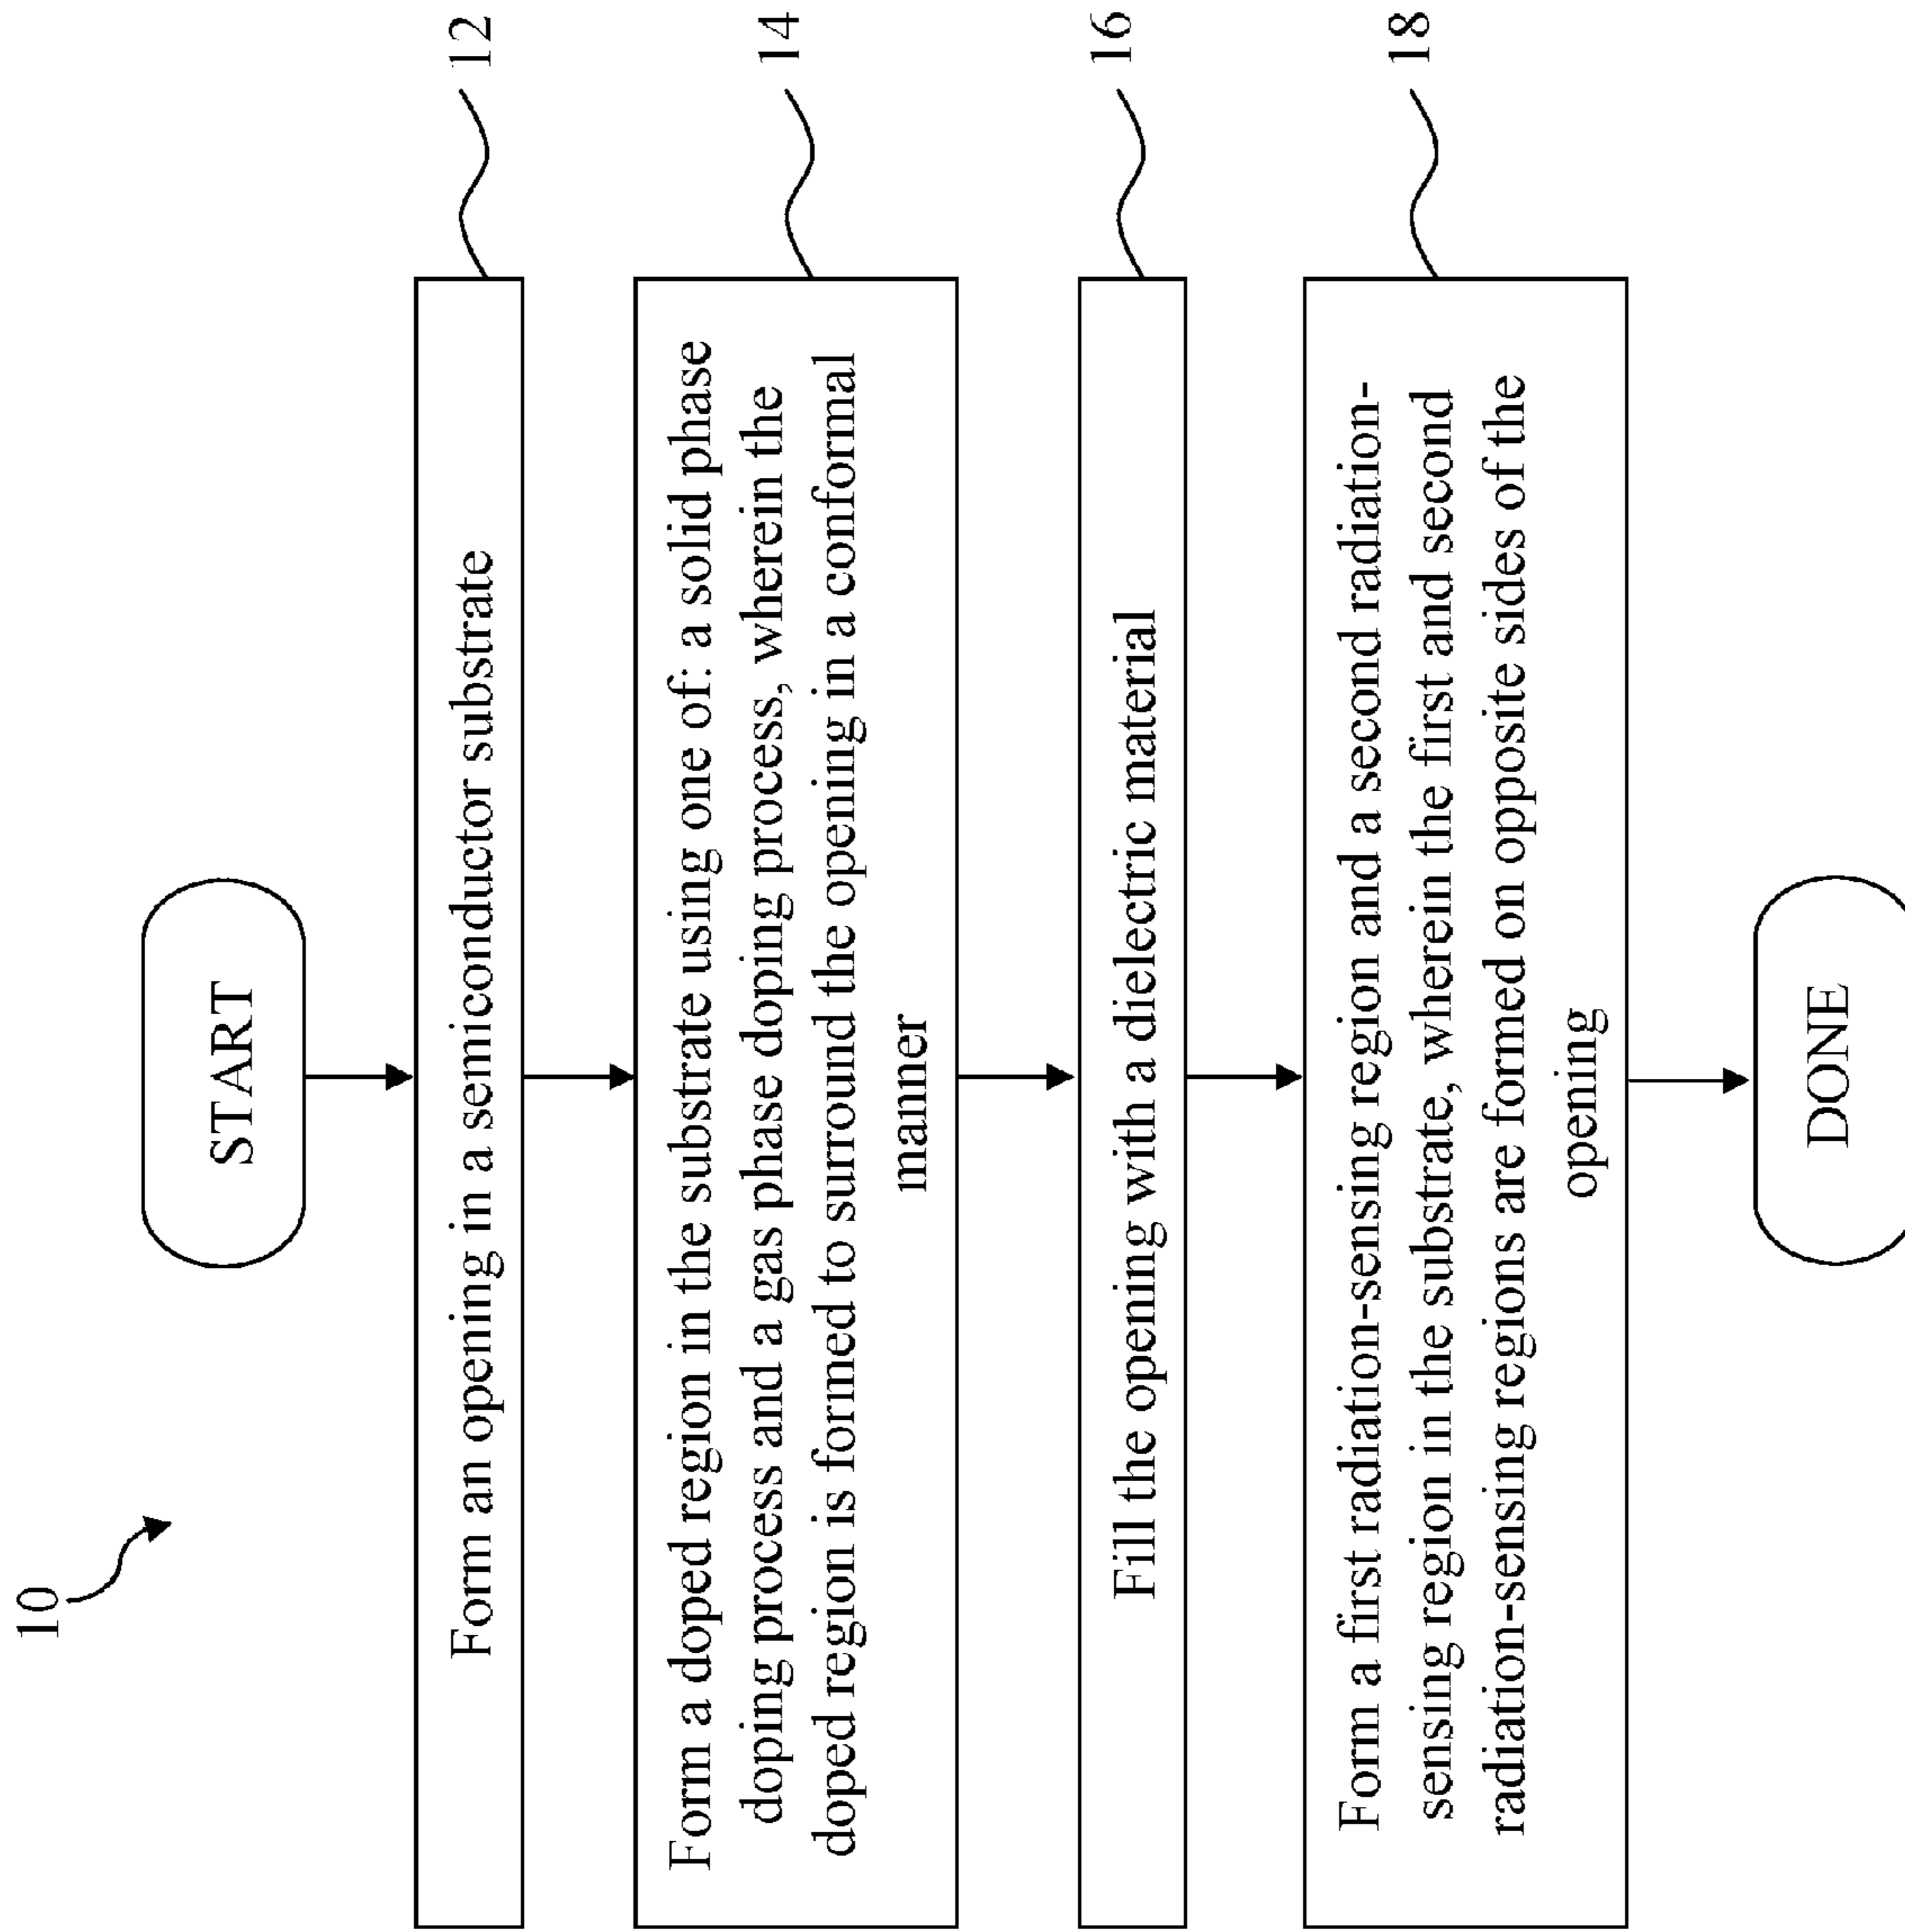 10
START
Form an opening in a semiconductor substrate
12
Form a doped region in the substrate using one of: a solid phase
doping process and a gas phase doping process, wherein the
doped region is formed to surround the opening in a conformal
manner
14
Fill the opening with a dielectric material
16
Form a first radiation-sensing region and a second radiation-
sensing region in the substrate, wherein the first and second
radiation-sensing regions are formed on opposite sides of the
opening
18
DONE